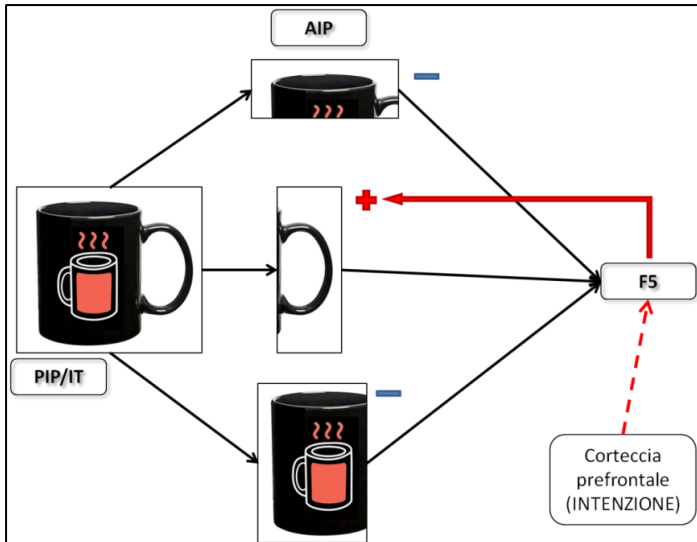 AIP
F5
PIP/IT
Corteccia
prefrontale
(INTENZIONE)